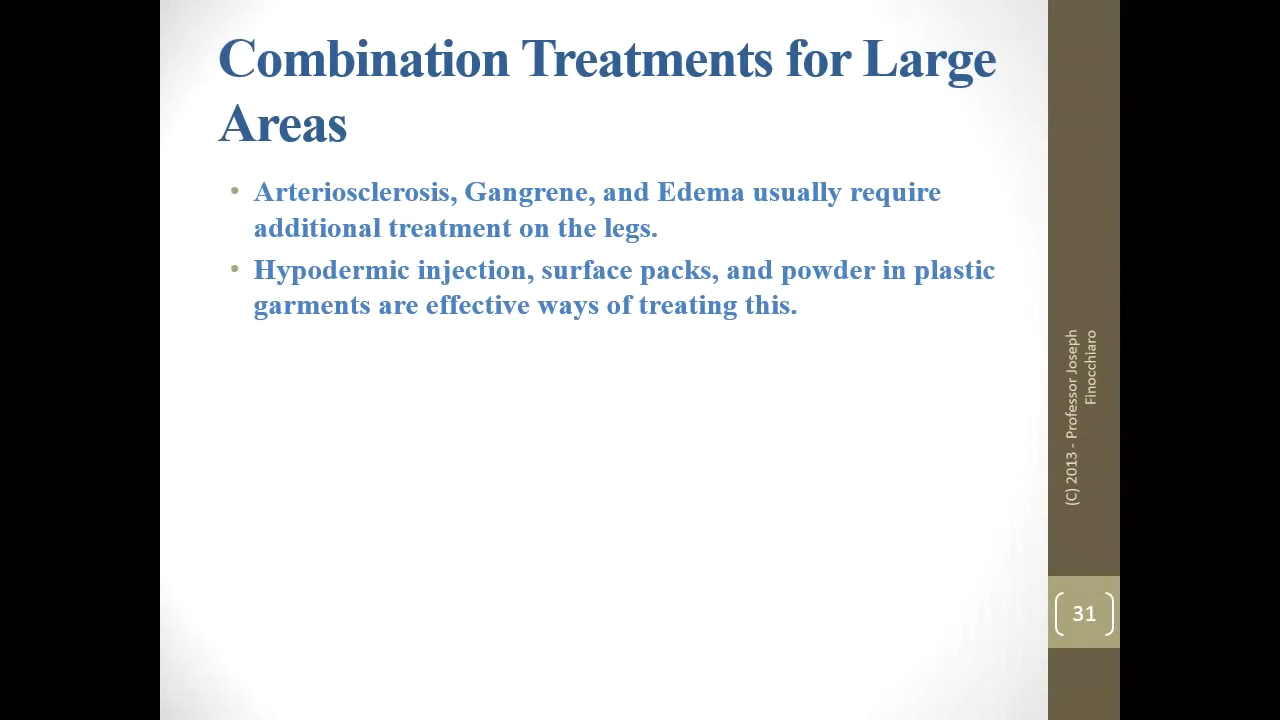 Combination Treatments for Large
Areas
• Arteriosclerosis, Gangrene, and Edema usually require
additional treatment on the legs.
• Hypodermic injection, surface packs, and powder in plastic
garments are effective ways of treating this.
(C) 2013 - Professor Joseph
Finocchiaro
31